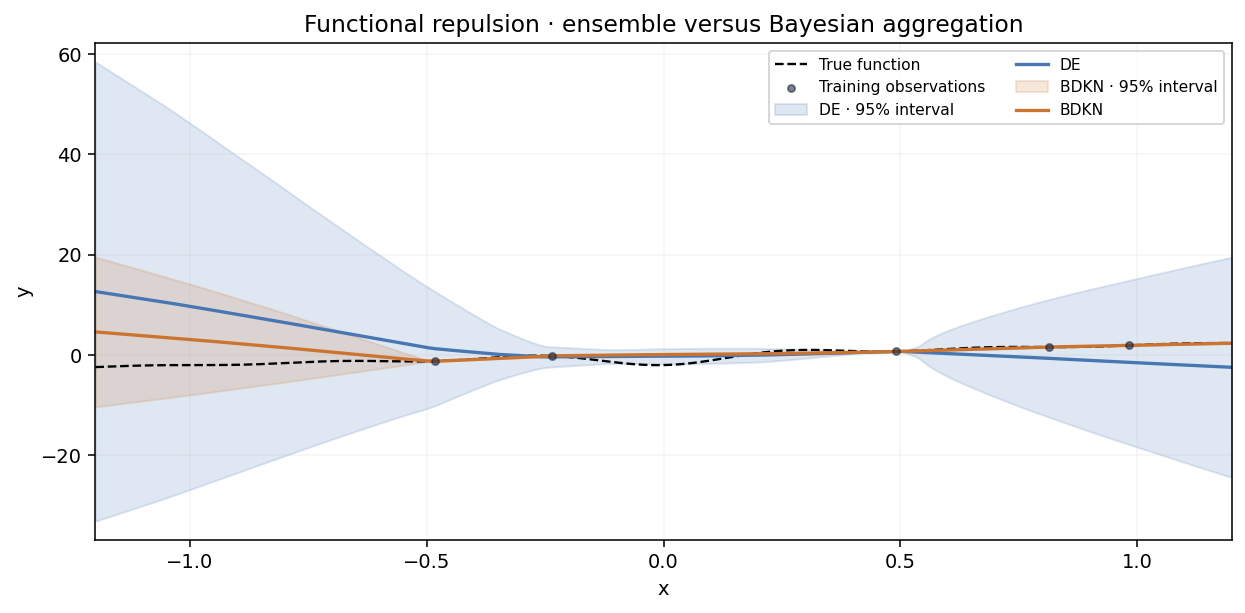 Functional repulsion · ensemble versus Bayesian aggregation
60
40
20
0
−20
y
True function
Training observations
DE · 95% interval
DE
BDKN · 95% interval
BDKN
−1.0
−0.5
0.0
0.5
1.0
x